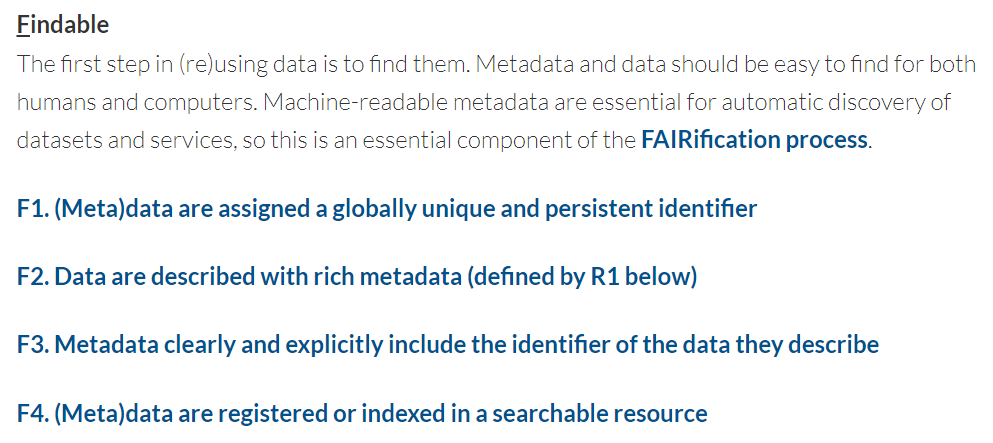 Findable
The first step in (re)using data is to find them. Metadata and data should be easy to find for both
humans and computers. Machine-readable metadata are essential for automatic discovery of
datasets and services, so this is an essential component of the FAIRification process.
F1. (Meta)data are assigned a globally unique and persistent identifier
F2. Data are described with rich metadata (defined by R1 below)
F3. Metadata clearly and explicitly include the identifier of the data they describe
F4. (Meta)data are registered or indexed in a searchable resource